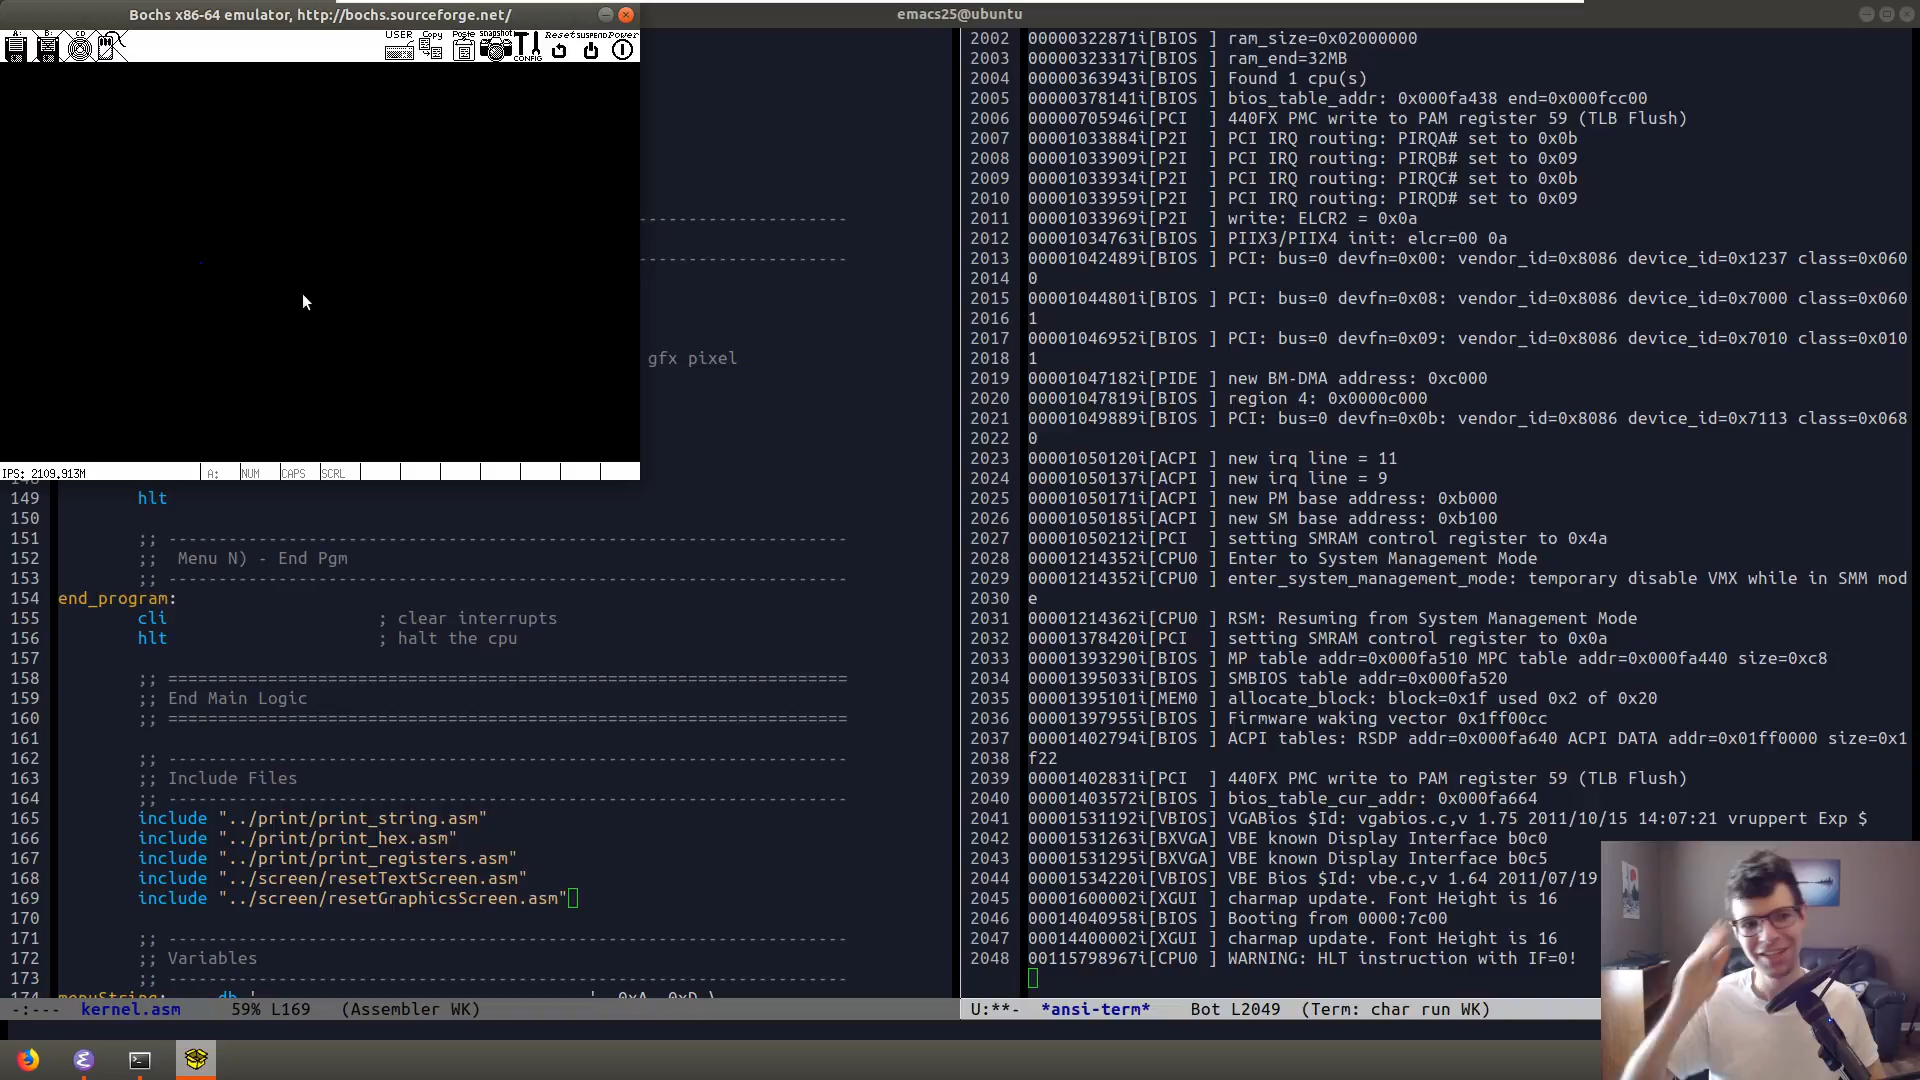 Bochs x86-64 emulator, http://bochs.sourceforge.net/
emacs25@ubuntu
A: B: CD USER Copy Paste snapshot CONFIG Reset SUSPEND Power
IPS: 2109.913M A: NUM CAPS SCRL
;; gfx pixel
149 hlt
150
151 ;; -----------------------------------------------------------------
152 ;; Menu N) - End Pgm
153 ;; -----------------------------------------------------------------
154 end_program:
155 cli ; clear interrupts
156 hlt ; halt the cpu
157
158 ;; ====================================================================
159 ;; End Main Logic
160 ;; ====================================================================
161
162 ;; --------------------------------------------------------------------
163 ;; Include Files
164 ;; --------------------------------------------------------------------
165 include "../print/print_string.asm"
166 include "../print/print_hex.asm"
167 include "../print/print_registers.asm"
168 include "../screen/resetTextScreen.asm"
169 include "../screen/resetGraphicsScreen.asm"
170
171 ;; --------------------------------------------------------------------
172 ;; Variables
173 ;; --------------------------------------------------------------------
174 menuString: db '------------------------------', 0xA, 0xD,\
-:--- kernel.asm 59% L169 (Assembler WK)
2002 00000322871i[BIOS ] ram_size=0x02000000
2003 00000323317i[BIOS ] ram_end=32MB
2004 00000363943i[BIOS ] Found 1 cpu(s)
2005 00000378141i[BIOS ] bios_table_addr: 0x000fa438 end=0x000fcc00
2006 00000705946i[PCI ] 440FX PMC write to PAM register 59 (TLB Flush)
2007 00001033884i[P2I ] PCI IRQ routing: PIRQA# set to 0x0b
2008 00001033909i[P2I ] PCI IRQ routing: PIRQB# set to 0x09
2009 00001033934i[P2I ] PCI IRQ routing: PIRQC# set to 0x0b
2010 00001033959i[P2I ] PCI IRQ routing: PIRQD# set to 0x09
2011 00001033969i[P2I ] write: ELCR2 = 0x0a
2012 00001034763i[BIOS ] PIIX3/PIIX4 init: elcr=00 0a
2013 00001042489i[BIOS ] PCI: bus=0 devfn=0x00: vendor_id=0x8086 device_id=0x1237 class=0x060
2014 0
2015 00001044801i[BIOS ] PCI: bus=0 devfn=0x08: vendor_id=0x8086 device_id=0x7000 class=0x060
2016 1
2017 00001046952i[BIOS ] PCI: bus=0 devfn=0x09: vendor_id=0x8086 device_id=0x7010 class=0x010
2018 1
2019 00001047182i[PIDE ] new BM-DMA address: 0xc000
2020 00001047819i[BIOS ] region 4: 0x0000c000
2021 00001049889i[BIOS ] PCI: bus=0 devfn=0x0b: vendor_id=0x8086 device_id=0x7113 class=0x068
2022 0
2023 00001050120i[ACPI ] new irq line = 11
2024 00001050137i[ACPI ] new irq line = 9
2025 00001050171i[ACPI ] new PM base address: 0xb000
2026 00001050185i[ACPI ] new SM base address: 0xb100
2027 00001050212i[PCI ] setting SMRAM control register to 0x4a
2028 00001214352i[CPU0 ] Enter to System Management Mode
2029 00001214352i[CPU0 ] enter_system_management_mode: temporary disable VMX while in SMM mod
2030 e
2031 00001214362i[CPU0 ] RSM: Resuming from System Management Mode
2032 00001378420i[PCI ] setting SMRAM control register to 0x0a
2033 00001393290i[BIOS ] MP table addr=0x000fa510 MPC table addr=0x000fa440 size=0xc8
2034 00001395033i[BIOS ] SMBIOS table addr=0x000fa520
2035 00001395101i[MEM0 ] allocate_block: block=0x1f used 0x2 of 0x20
2036 00001397955i[BIOS ] Firmware waking vector 0x1ff00cc
2037 00001402794i[BIOS ] ACPI tables: RSDP addr=0x000fa640 ACPI DATA addr=0x01ff0000 size=0x1
2038 f22
2039 00001402831i[PCI ] 440FX PMC write to PAM register 59 (TLB Flush)
2040 00001403572i[BIOS ] bios_table_cur_addr: 0x000fa664
2041 00001531192i[VBIOS] VGABios $Id: vgabios.c,v 1.75 2011/10/15 14:07:21 vruppert Exp $
2042 00001531263i[BXVGA] VBE known Display Interface b0c0
2043 00001531295i[BXVGA] VBE known Display Interface b0c5
2044 00001534220i[VBIOS] VBE Bios $Id: vbe.c,v 1.64 2011/07/19
2045 00001600002i[XGUI ] charmap update. Font Height is 16
2046 00014040958i[BIOS ] Booting from 0000:7c00
2047 00014400002i[XGUI ] charmap update. Font Height is 16
2048 00115798967i[CPU0 ] WARNING: HLT instruction with IF=0!
U:**- *ansi-term* Bot L2049 (Term: char run WK)